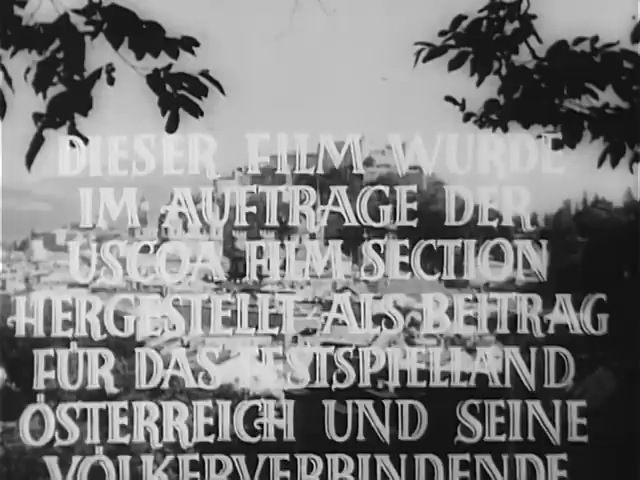 DIESER FILM WURDE
IM AUFTRAGE DER
USCOA FILM SECTION
HERGESTELLT ALS BEITRAG
FÜR DAS FESTSPIELLAND
ÖSTERREICH UND SEINE
VÖLKERVERBINDENDE